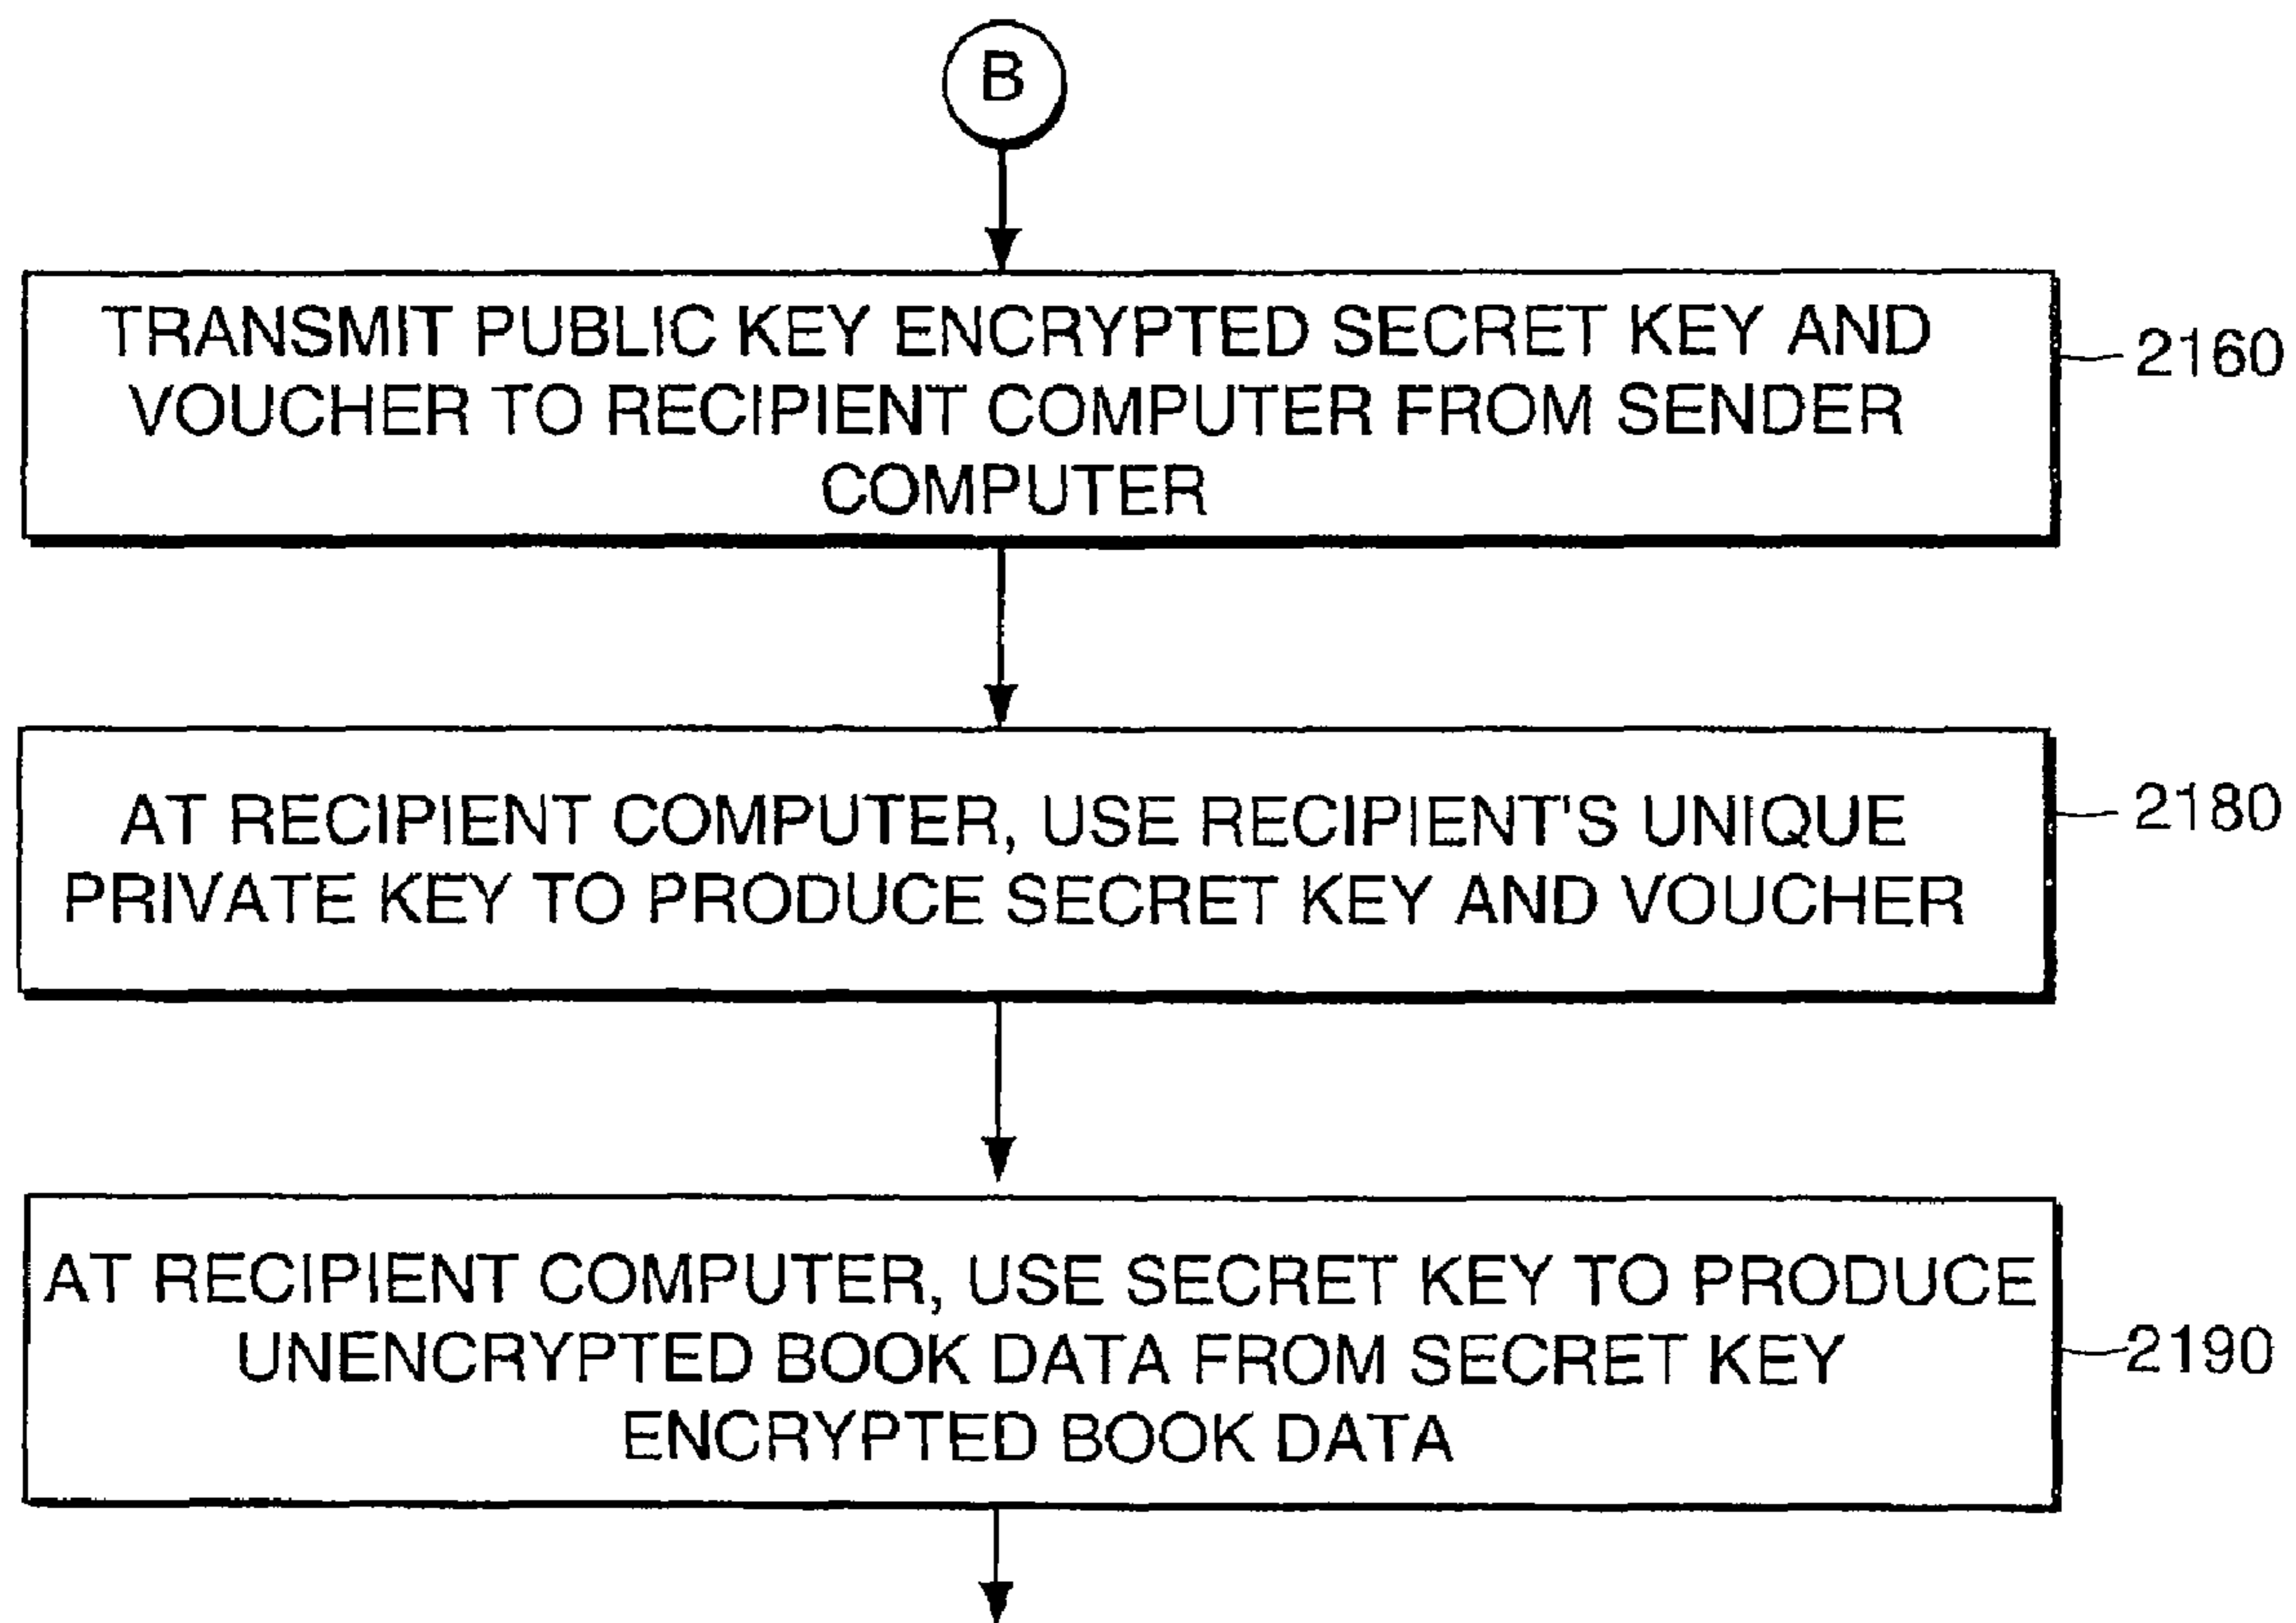 B
TRANSMIT PUBLIC KEY ENCRYPTED SECRET KEY AND
VOUCHER TO RECIPIENT COMPUTER FROM SENDER
COMPUTER
2160
AT RECIPIENT COMPUTER, USE RECIPIENT'S UNIQUE
PRIVATE KEY TO PRODUCE SECRET KEY AND VOUCHER
2180
AT RECIPIENT COMPUTER, USE SECRET KEY TO PRODUCE
UNENCRYPTED BOOK DATA FROM SECRET KEY
ENCRYPTED BOOK DATA
2190